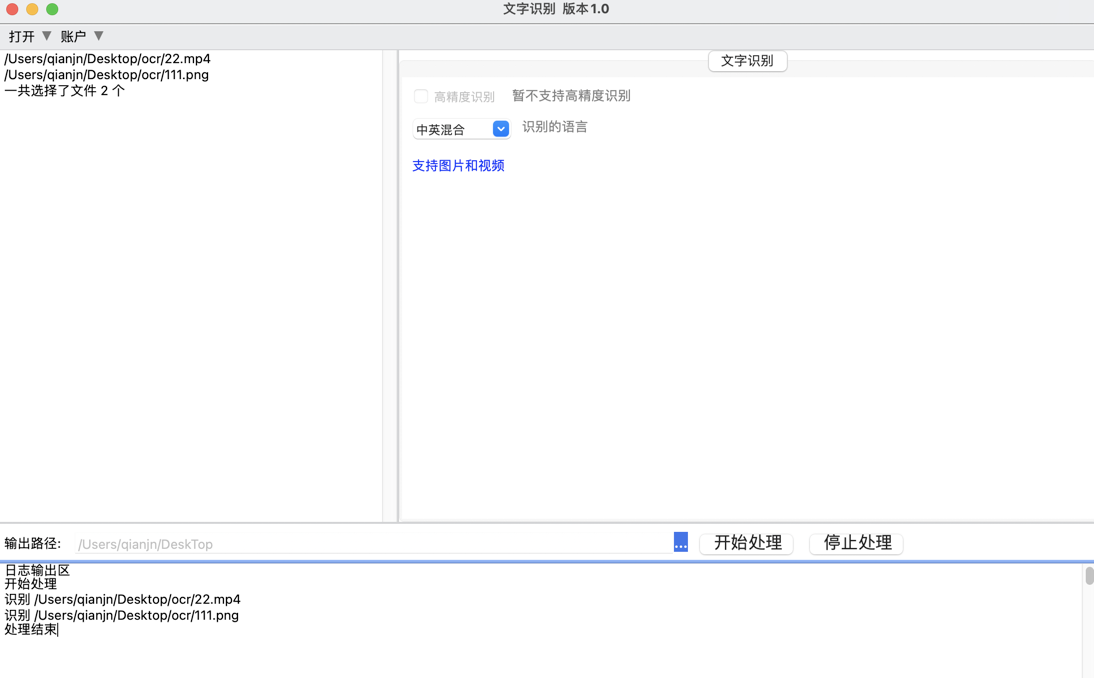 文字识别 版本1.0
打开 ▼ 账户 ▼
/Users/qianjn/Desktop/ocr/22.mp4
/Users/qianjn/Desktop/ocr/111.png
一共选择了文件 2 个
文字识别
高精度识别 暂不支持高精度识别
中英混合 识别的语言
支持图片和视频
输出路径: /Users/qianjn/DeskTop ... 开始处理 停止处理
日志输出区
开始处理
识别 /Users/qianjn/Desktop/ocr/22.mp4
识别 /Users/qianjn/Desktop/ocr/111.png
处理结束